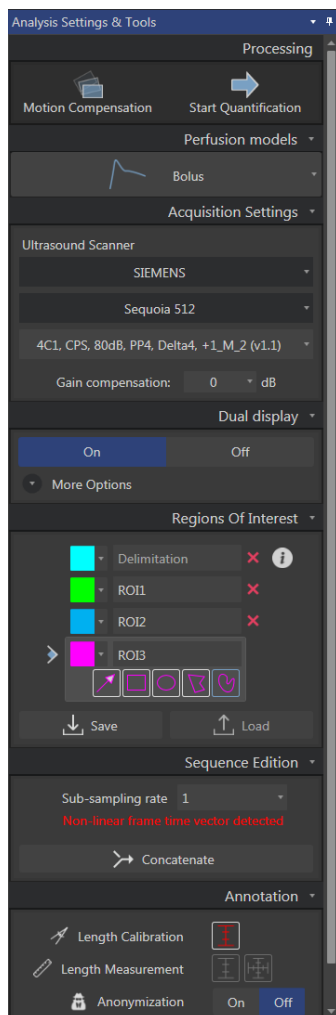 Analysis Settings & Tools
Processing
Motion Compensation
Start Quantification
Perfusion models
Bolus
Acquisition Settings
Ultrasound Scanner
SIEMENS
Sequoia 512
4C1, CPS, 80dB, PP4, Delta4, +1_M_2 (v1.1)
Gain compensation: 0 dB
Dual display
On Off
More Options
Regions Of Interest
Delimitation
ROI1
ROI2
ROI3
Save Load
Sequence Edition
Sub-sampling rate 1
Non-linear frame time vector detected
Concatenate
Annotation
Length Calibration
Length Measurement
Anonymization On Off